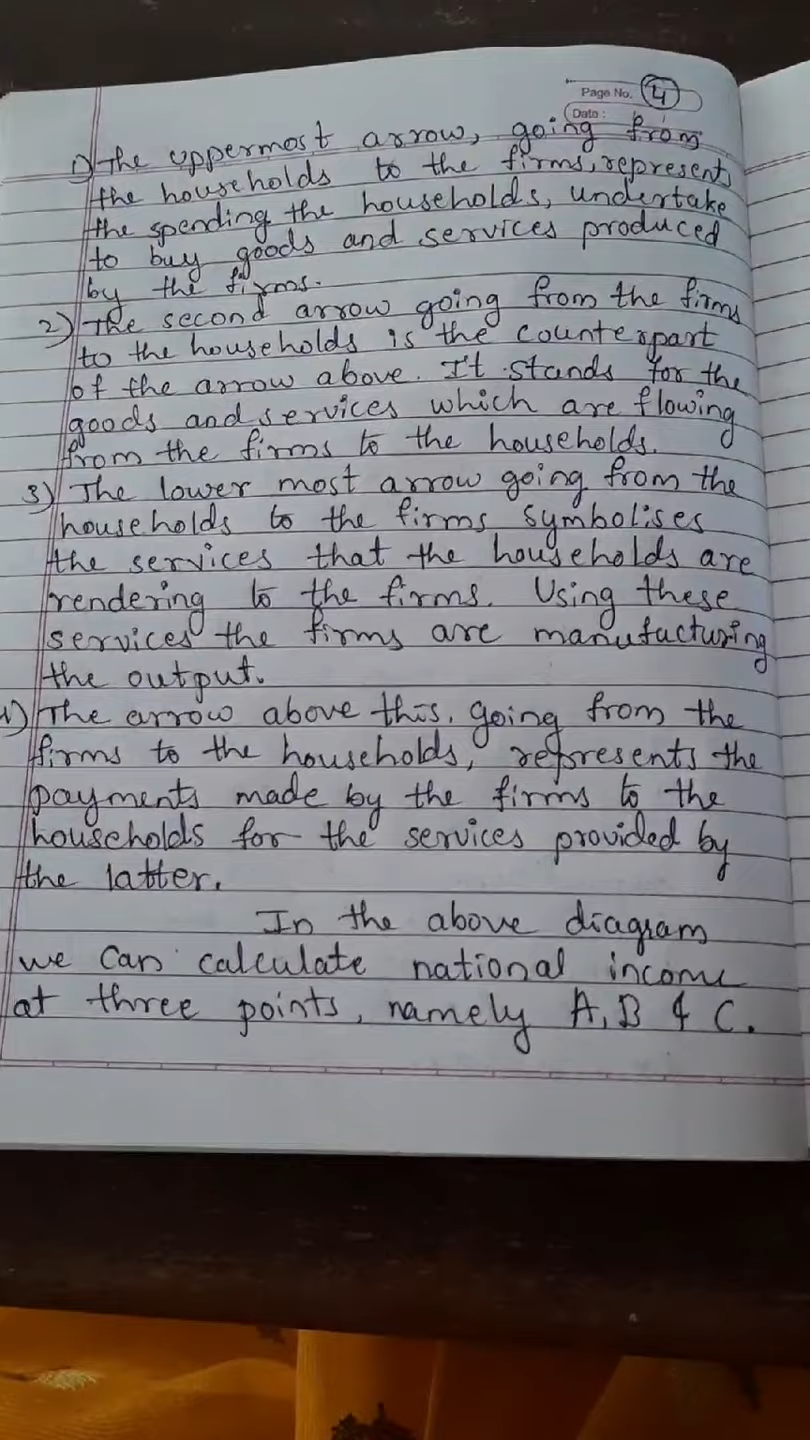 Page No. 4
Date :
1) The uppermost arrow, going from
the households to the firms, represents
the spending the households, undertake
to buy goods and services produced
by the firms.
2) The second arrow going from the firms
to the households is the counterpart
of the arrow above. It stands for the
goods and services which are flowing
from the firms to the households.
3) The lower most arrow going from the
households to the firms symbolises
the services that the households are
rendering to the firms. Using these
services the firms are manufacturing
the output.
) The arrow above this, going from the
firms to the households, represents the
payments made by the firms to the
households for the services provided by
the latter.
In the above diagram
we can calculate national income
at three points, namely A, B & C.